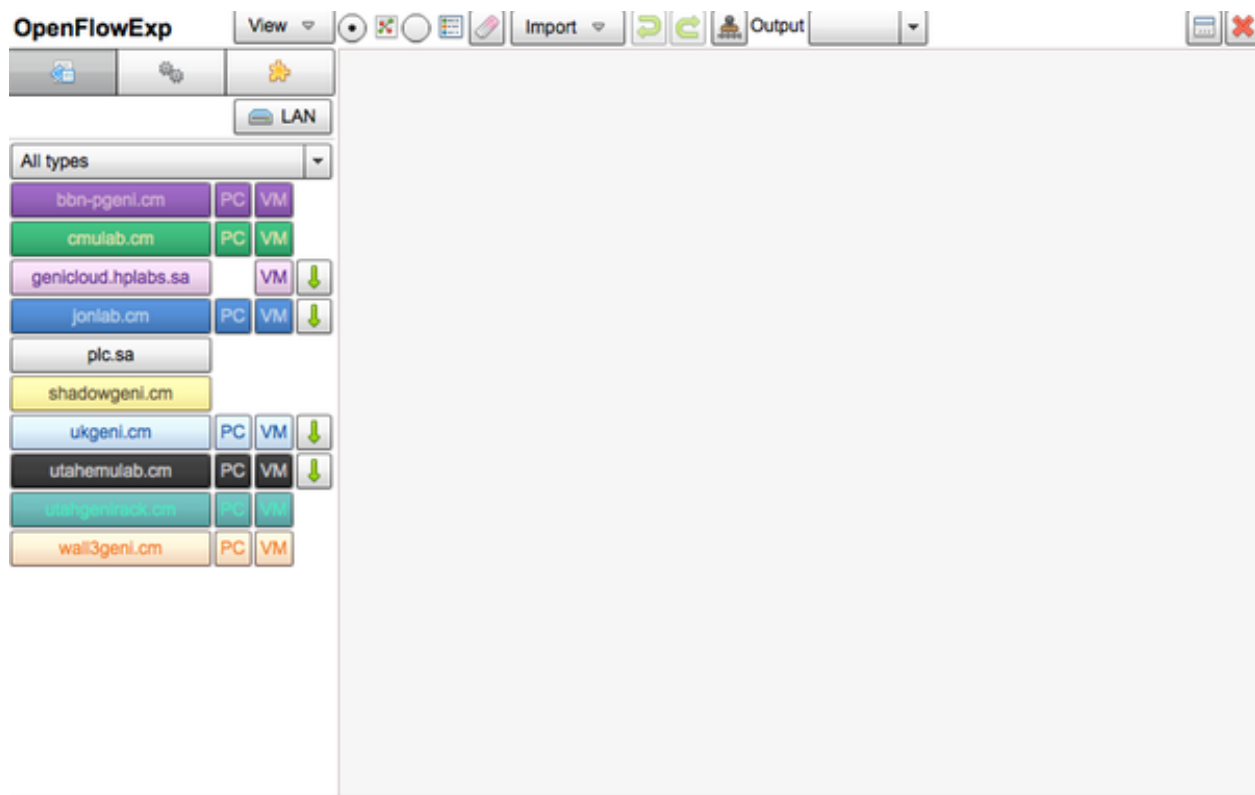 OpenFlowExp View Import Output
LAN
All types
bbn-pgeni.cm PC VM
cmulab.cm PC VM
genicloud.hplabs.sa VM
jonlab.cm PC VM
plc.sa
shadowgeni.cm
ukgeni.cm PC VM
utahemulab.cm PC VM
utahgenirack.cm PC VM
wall3geni.cm PC VM